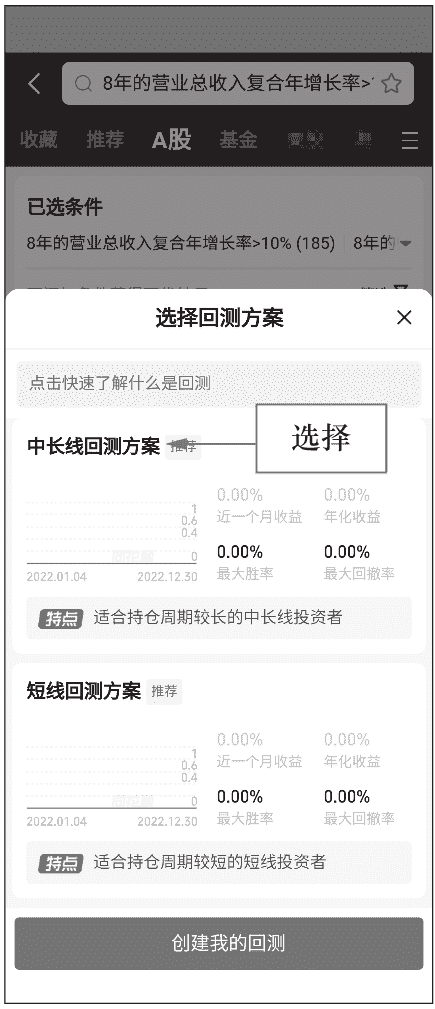 8年的营业总收入复合年增长率>
收藏 推荐 A股 基金
已选条件
8年的营业总收入复合年增长率>10% (185) 8年的
选择回测方案
点击快速了解什么是回测
选择
中长线回测方案 推荐
1
0.6
0.4
0
2022.01.04 2022.12.30
0.00% 0.00%
近一个月收益 年化收益
0.00% 0.00%
最大胜率 最大回撤率
特点 适合持仓周期较长的中长线投资者
短线回测方案 推荐
1
0.6
0.4
0
2022.01.04 2022.12.30
0.00% 0.00%
近一个月收益 年化收益
0.00% 0.00%
最大胜率 最大回撤率
特点 适合持仓周期较短的短线投资者
创建我的回测